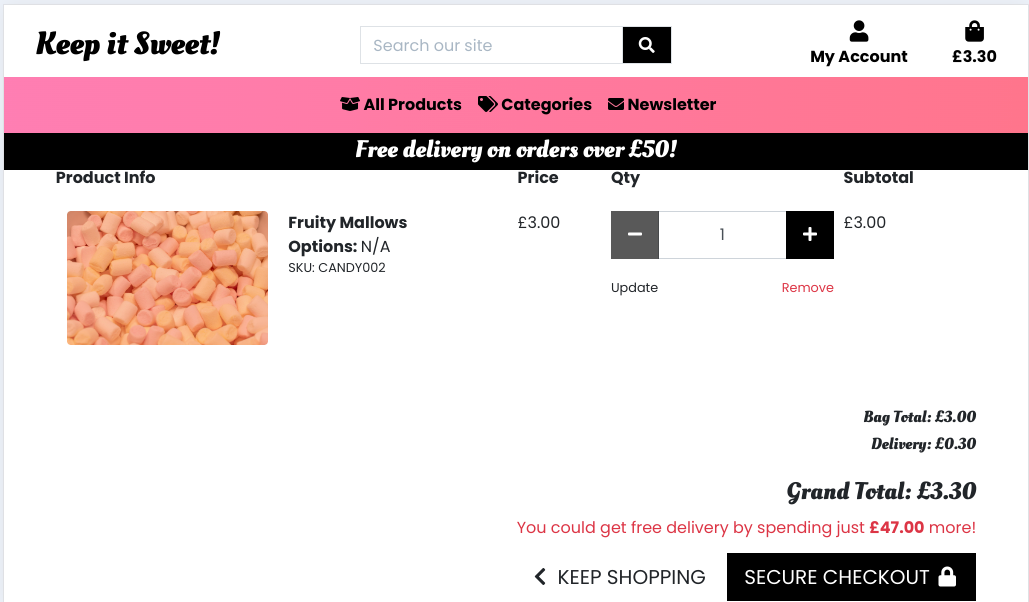 Keep it Sweet!
Search our site
My Account
£3.30
All Products Categories Newsletter
Free delivery on orders over £50!
Product Info Price Qty Subtotal
Fruity Mallows £3.00 1 £3.00
Options: N/A
SKU: CANDY002
Update Remove
Bag Total: £3.00
Delivery: £0.30
Grand Total: £3.30
You could get free delivery by spending just £47.00 more!
KEEP SHOPPING SECURE CHECKOUT